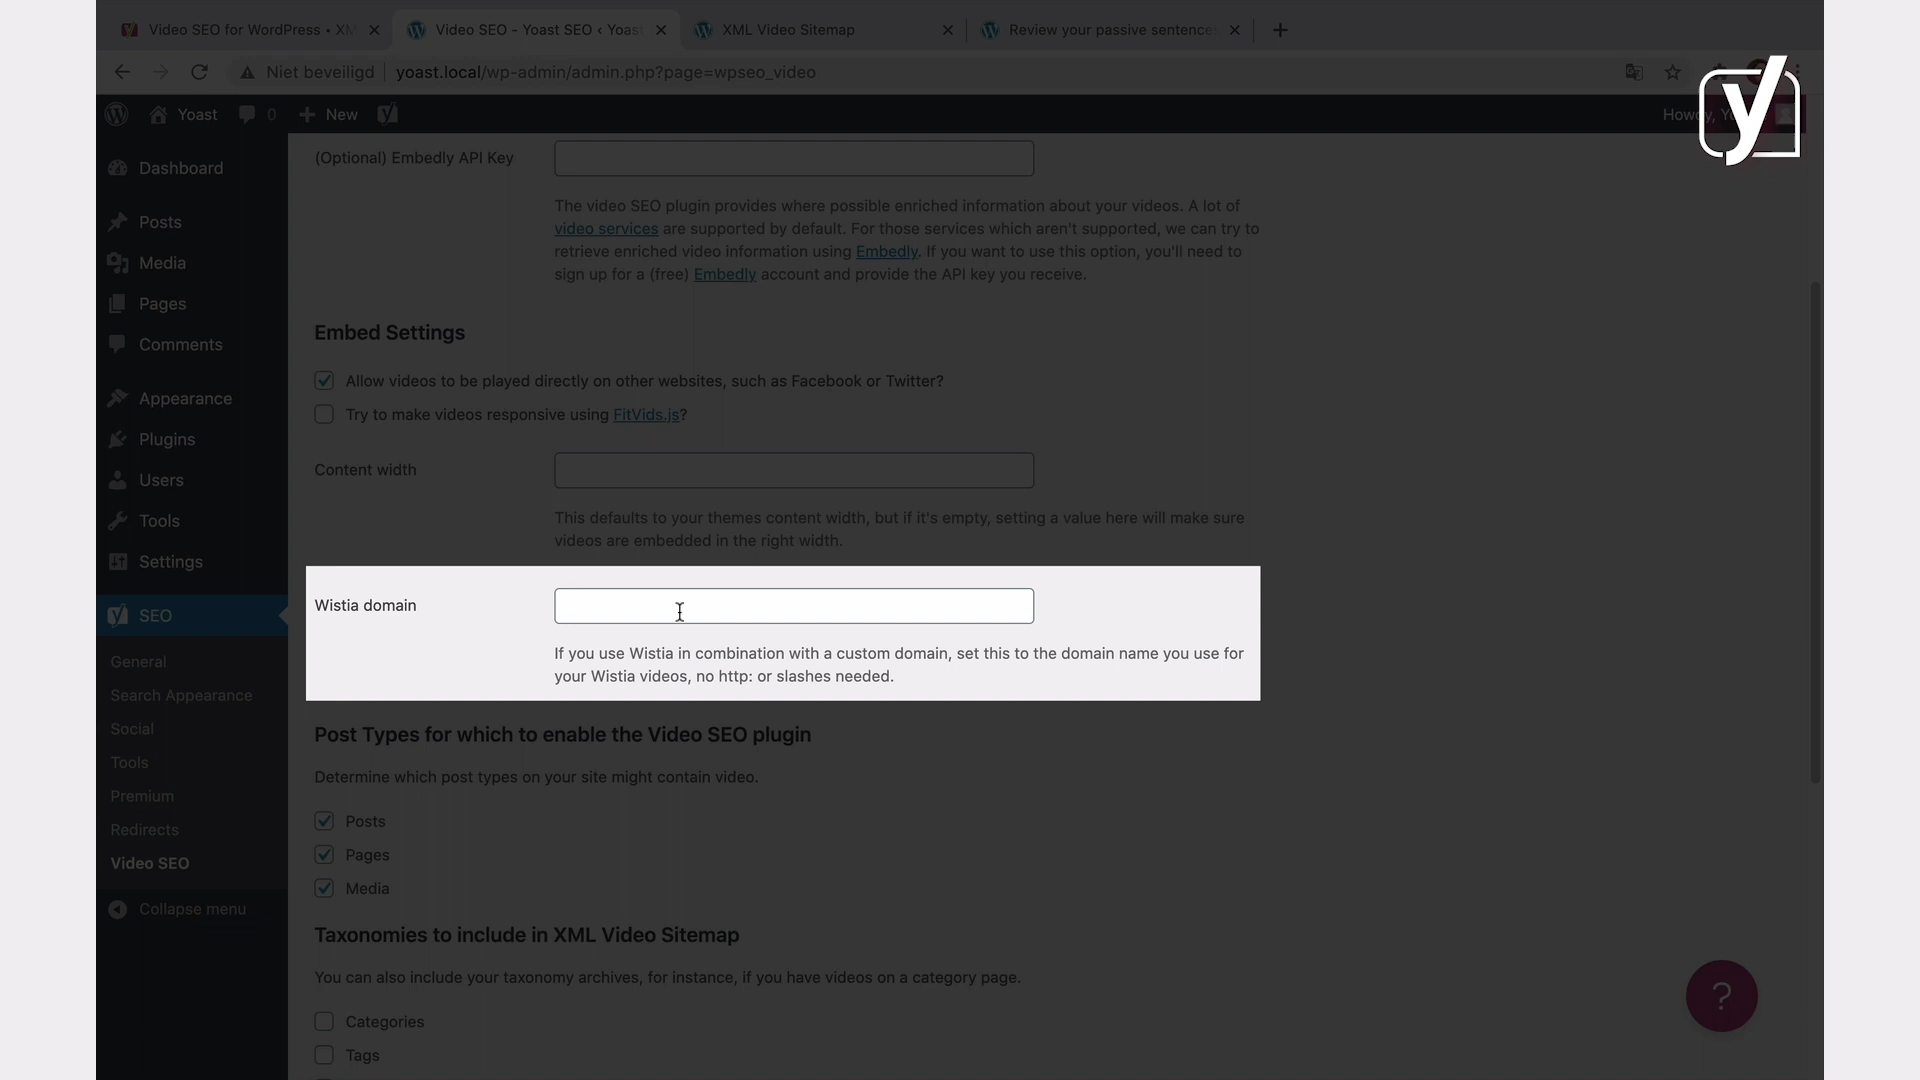 Video SEO for WordPress • XM
Video SEO - Yoast SEO ‹ Yoast
XML Video Sitemap
Review your passive sentences
Niet beveiligd
yoast.local/wp-admin/admin.php?page=wpseo_video
Yoast
0
New
Howdy, Yo
Dashboard
Posts
Media
Pages
Comments
Appearance
Plugins
Users
Tools
Settings
SEO
General
Search Appearance
Social
Tools
Premium
Redirects
Video SEO
Collapse menu
(Optional) Embedly API Key
The video SEO plugin provides where possible enriched information about your videos. A lot of
video services are supported by default. For those services which aren't supported, we can try to
retrieve enriched video information using Embedly. If you want to use this option, you'll need to
sign up for a (free) Embedly account and provide the API key you receive.
Embed Settings
Allow videos to be played directly on other websites, such as Facebook or Twitter?
Try to make videos responsive using FitVids.js?
Content width
This defaults to your themes content width, but if it's empty, setting a value here will make sure
videos are embedded in the right width.
Wistia domain
If you use Wistia in combination with a custom domain, set this to the domain name you use for
your Wistia videos, no http: or slashes needed.
Post Types for which to enable the Video SEO plugin
Determine which post types on your site might contain video.
Posts
Pages
Media
Taxonomies to include in XML Video Sitemap
You can also include your taxonomy archives, for instance, if you have videos on a category page.
Categories
Tags
?
y